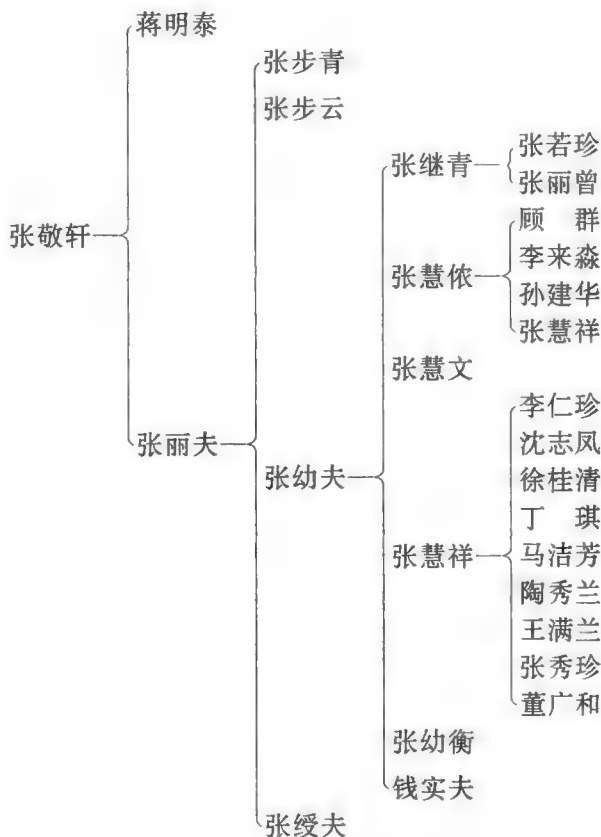 蒋明泰
张步青
张步云
张若珍
张继青
张丽曾
顾 群
张敬轩
李来淼
张慧侬
孙建华
张慧祥
张慧文
李仁珍
张丽夫
沈志凤
张幼夫
徐桂清
丁 琪
张慧祥
马洁芳
陶秀兰
王满兰
张秀珍
董广和
张幼衡
钱实夫
张绶夫